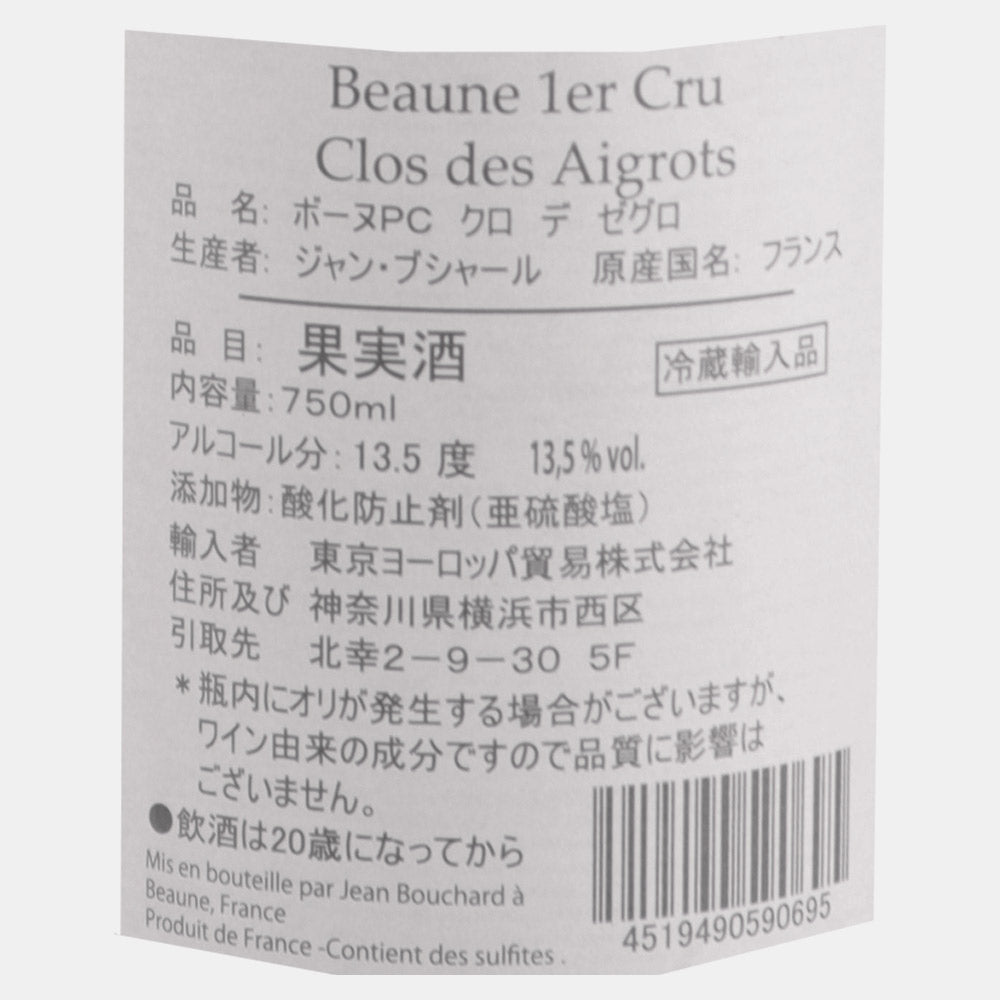 Beaune 1er Cru
Clos des Aigrots
品 名: ボーヌPC クロ デ ゼグロ
生産者: ジャン・ブシャール 原産国名: フランス
品 目: 果実酒 冷蔵輸入品
内容量:750ml
アルコール分: 13.5 度 13,5 % vol.
添加物:酸化防止剤(亜硫酸塩)
輸入者 東京ヨーロッパ貿易株式会社
住所及び 神奈川県横浜市西区
引取先 北幸2-9-30 5F
*瓶内にオリが発生する場合がございますが、
ワイン由来の成分ですので品質に影響は
ございません。
●飲酒は20歳になってから
Mis en bouteille par Jean Bouchard à
Beaune, France
Produit de France -Contient des sulfites .
4519490590695